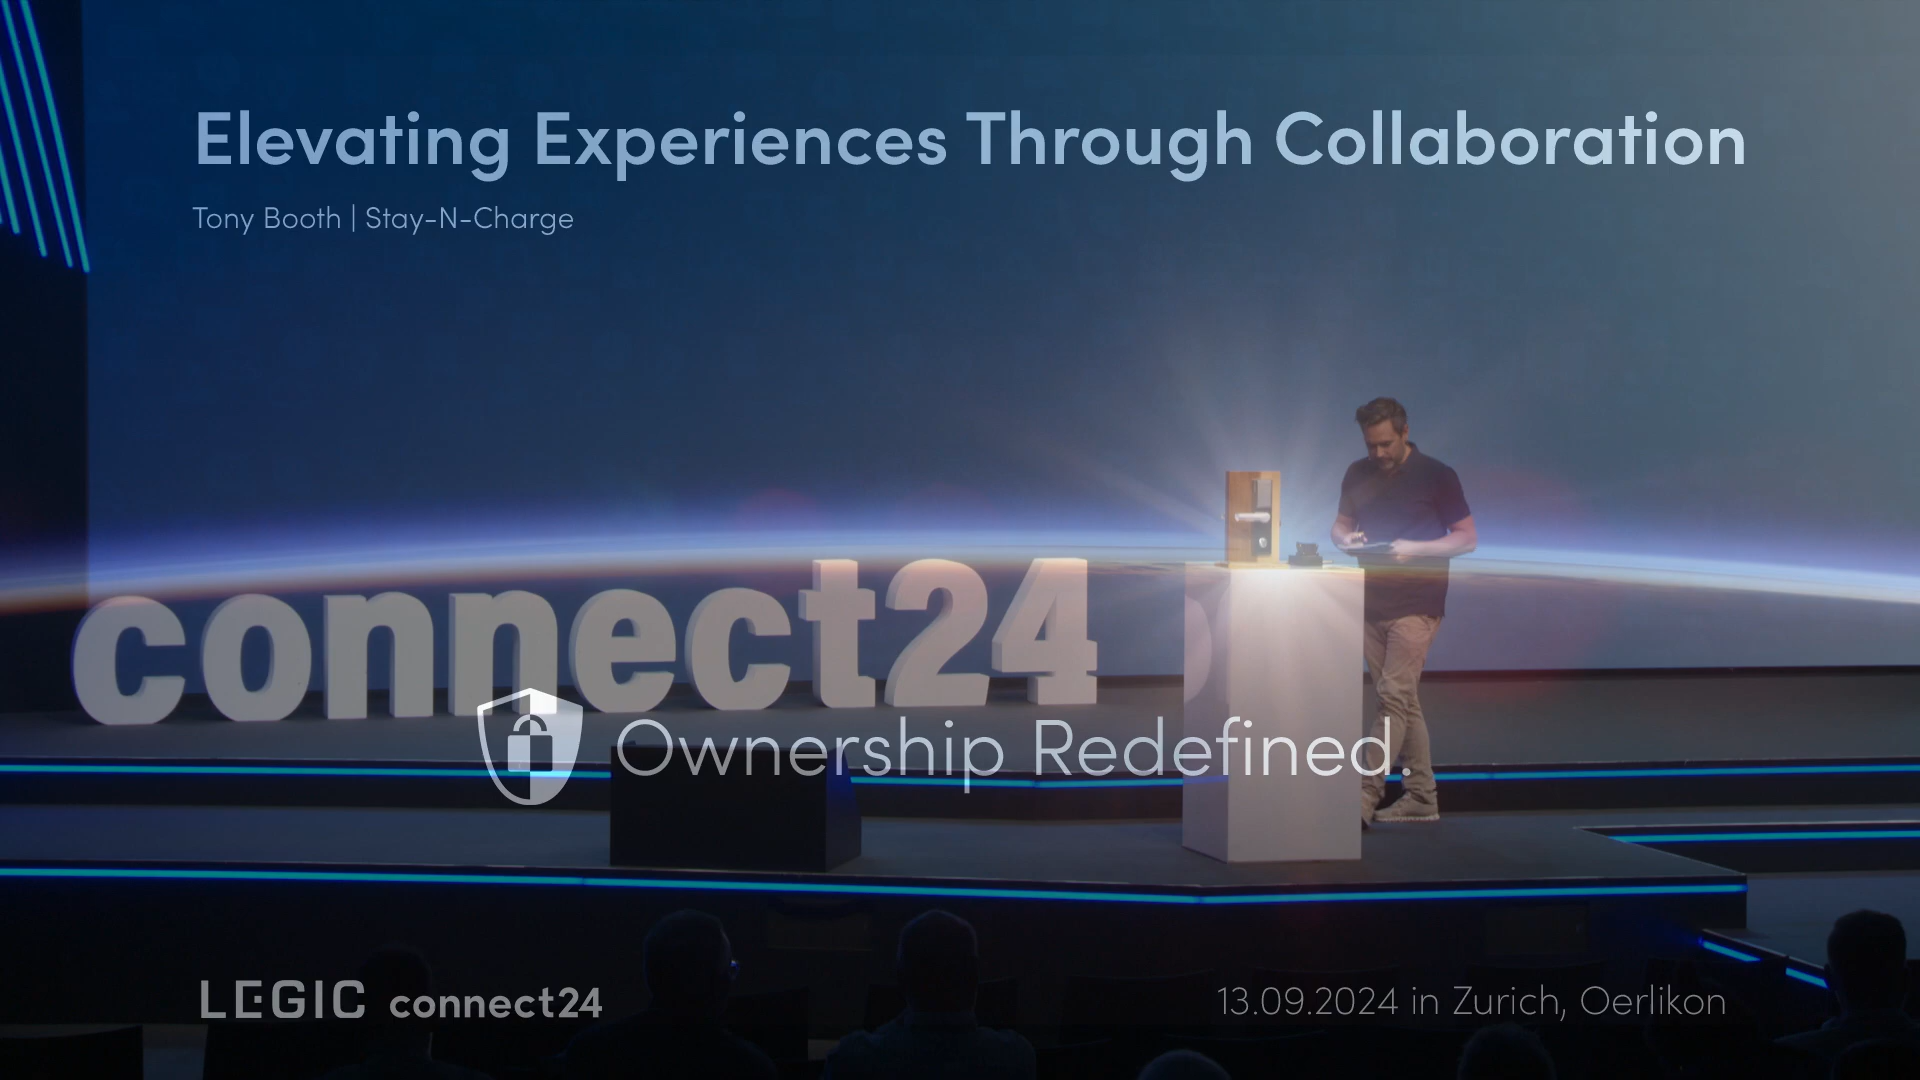 Elevating Experiences Through Collaboration
Tony Booth | Stay-N-Charge
connect24
Ownership Redefined.
LEGIC connect24
13.09.2024 in Zurich, Oerlikon